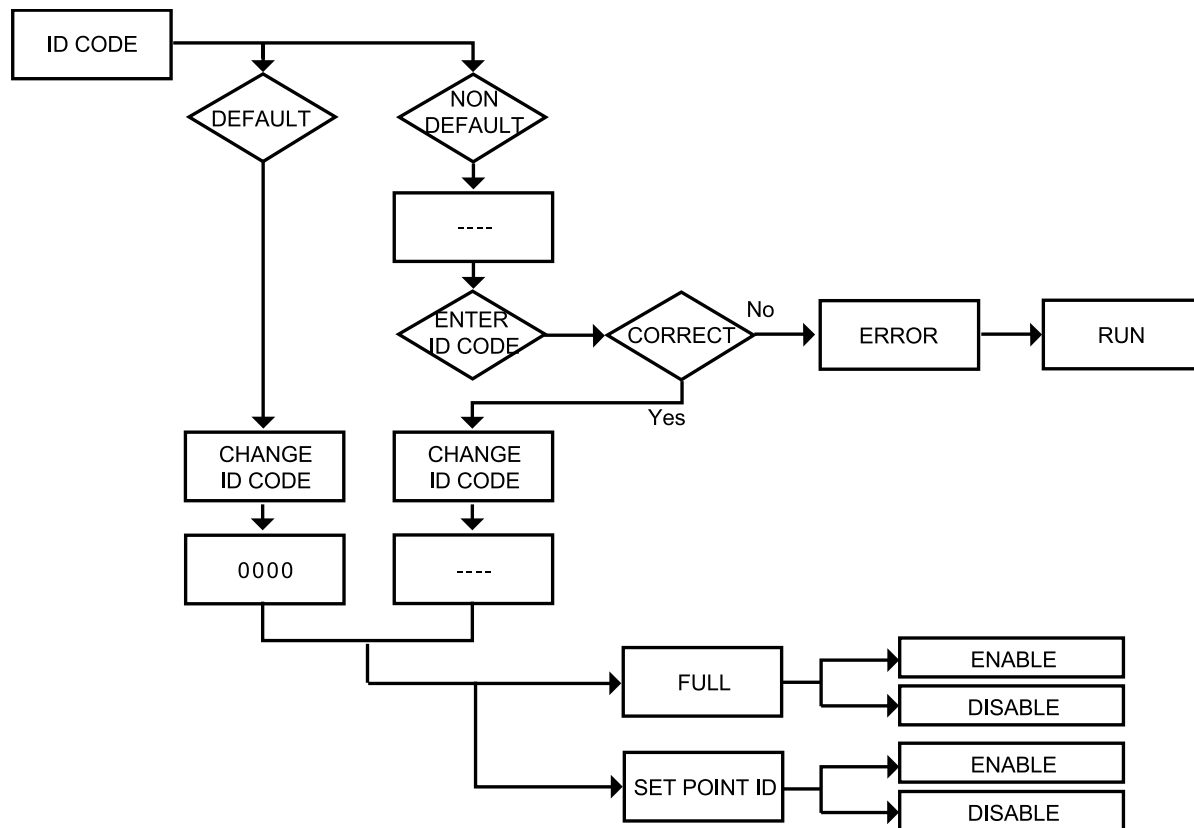 ID CODE
DEFAULT
NON
DEFAULT
----
ENTER
ID CODE
CORRECT
No
ERROR
RUN
Yes
CHANGE
ID CODE
CHANGE
ID CODE
0000
----
FULL
ENABLE
DISABLE
SET POINT ID
ENABLE
DISABLE